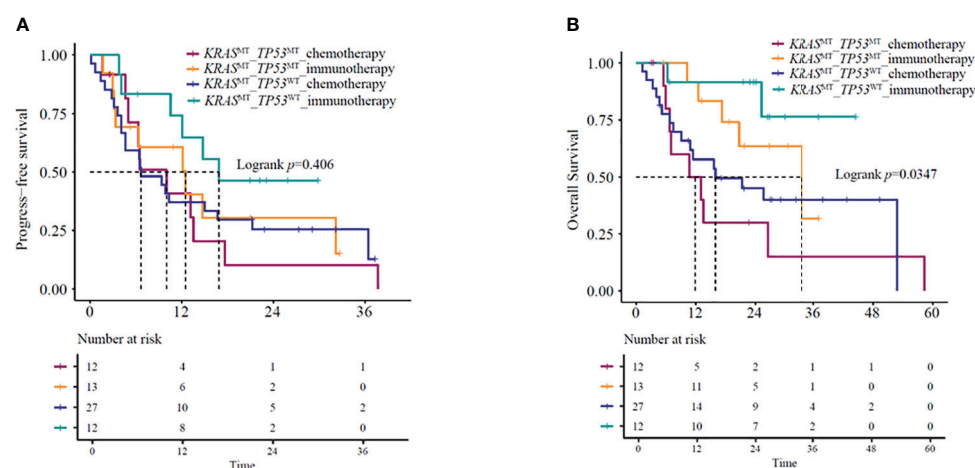 A
KRASMT_TP53MT_chemotherapy
KRASMT_TP53MT_immunotherapy
KRASMT_TP53WT_chemotherapy
KRASMT_TP53WT_immunotherapy
Progress-free survival
1.00
0.75
0.50
0.25
0.00
Logrank p=0.406
0 12 24 36
Number at risk
12 4 1 1
13 6 2 0
27 10 5 2
12 8 2 0
0 12 24 36
Time
B
KRASMT_TP53MT_chemotherapy
KRASMT_TP53MT_immunotherapy
KRASMT_TP53WT_chemotherapy
KRASMT_TP53WT_immunotherapy
Overall Survival
1.00
0.75
0.50
0.25
0.00
Logrank p=0.0347
0 12 24 36 48 60
Number at risk
12 5 2 1 1 0
13 11 5 1 0 0
27 14 9 4 2 0
12 10 7 2 0 0
0 12 24 36 48 60
Time